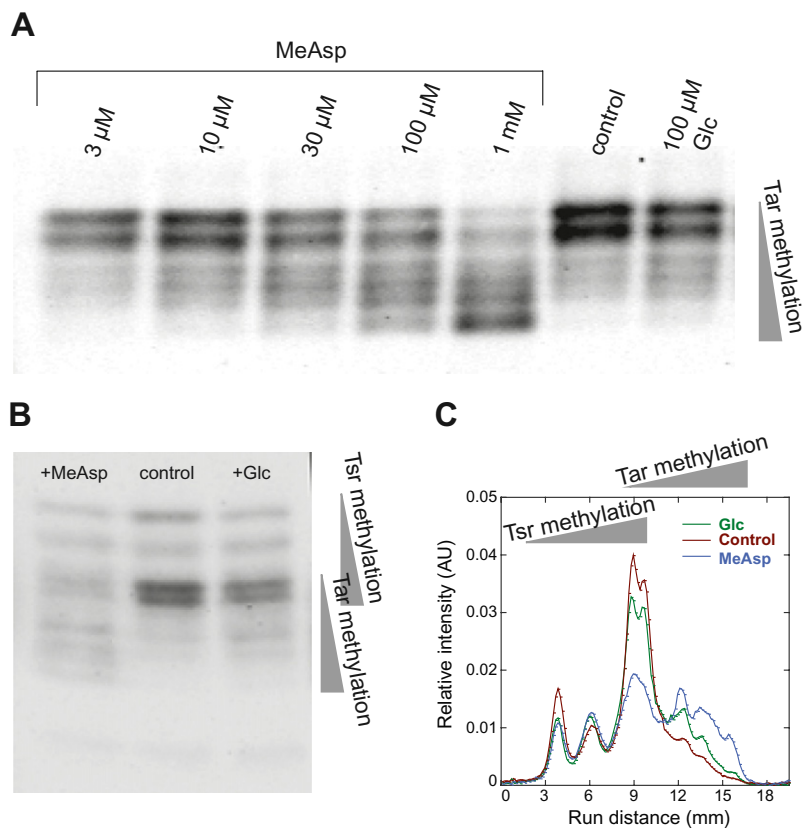 A
MeAsp
3 µM
10 µM
30 µM
100 µM
1 mM
control
100 µM
Glc
Tar methylation
B
+MeAsp control +Glc
Tsr methylation
Tar methylation
C
Tar methylation
Tsr methylation
Glc
Control
MeAsp
Relative intensity (AU)
0.05
0.04
0.03
0.02
0.01
0
0 3 6 9 12 15 18
Run distance (mm)